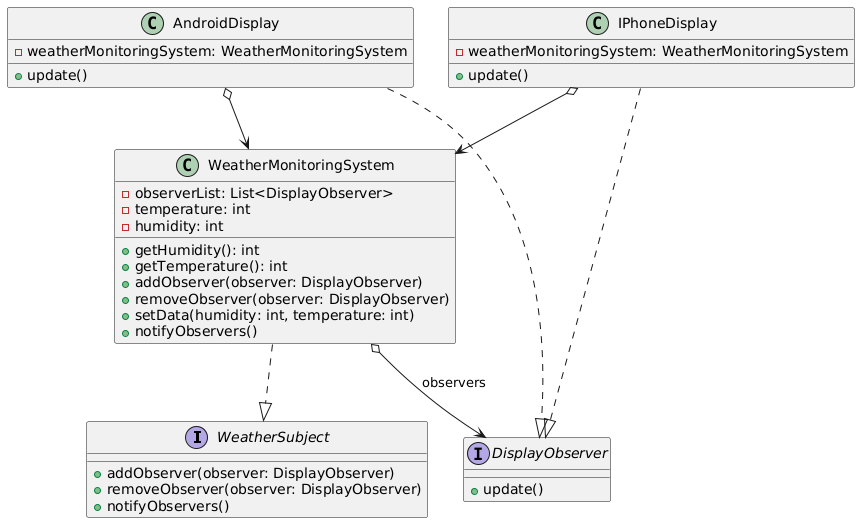 C AndroidDisplay
weatherMonitoringSystem: WeatherMonitoringSystem
update()
C IPhoneDisplay
weatherMonitoringSystem: WeatherMonitoringSystem
update()
C WeatherMonitoringSystem
observerList: List<DisplayObserver>
temperature: int
humidity: int
getHumidity(): int
getTemperature(): int
addObserver(observer: DisplayObserver)
removeObserver(observer: DisplayObserver)
setData(humidity: int, temperature: int)
notifyObservers()
observers
I WeatherSubject
addObserver(observer: DisplayObserver)
removeObserver(observer: DisplayObserver)
notifyObservers()
I DisplayObserver
update()